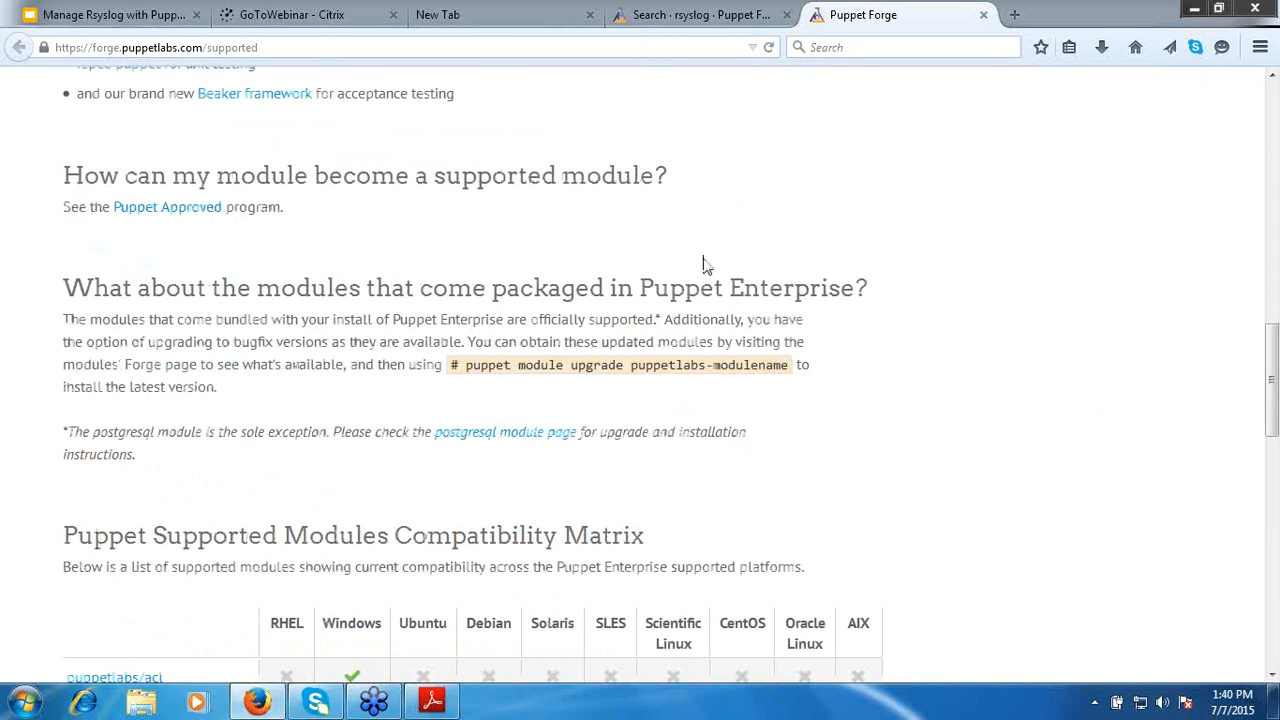 Manage Rsyslog with Pupp...
GoToWebinar - Citrix
New Tab
Search · rsyslog · Puppet F...
Puppet Forge
https://forge.puppetlabs.com/supported
Search
rspec-puppet for unit testing
and our brand new Beaker framework for acceptance testing
How can my module become a supported module?
See the Puppet Approved program.
What about the modules that come packaged in Puppet Enterprise?
The modules that come bundled with your install of Puppet Enterprise are officially supported.* Additionally, you have
the option of upgrading to bugfix versions as they are available. You can obtain these updated modules by visiting the
modules' Forge page to see what's available, and then using # puppet module upgrade puppetlabs-modulename to
install the latest version.
*The postgresql module is the sole exception. Please check the postgresql module page for upgrade and installation
instructions.
Puppet Supported Modules Compatibility Matrix
Below is a list of supported modules showing current compatibility across the Puppet Enterprise supported platforms.
RHEL Windows Ubuntu Debian Solaris SLES Scientific Linux CentOS Oracle Linux AIX
puppetlabs/acl
1:40 PM
7/7/2015